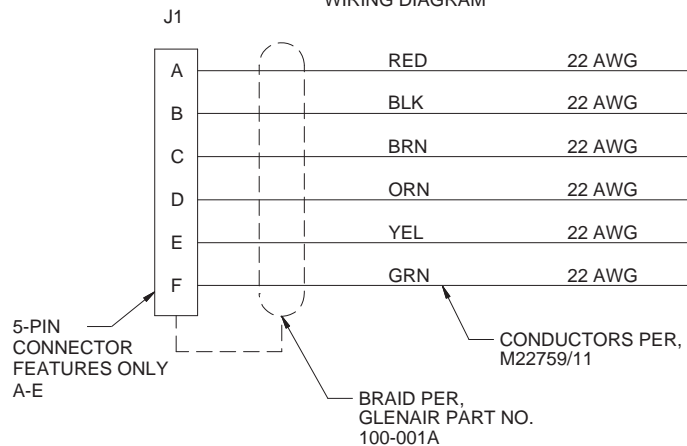 WIRING DIAGRAM
J1
A RED 22 AWG
B BLK 22 AWG
C BRN 22 AWG
D ORN 22 AWG
E YEL 22 AWG
F GRN 22 AWG
5-PIN
CONNECTOR
FEATURES ONLY
A-E
CONDUCTORS PER,
M22759/11
BRAID PER,
GLENAIR PART NO.
100-001A